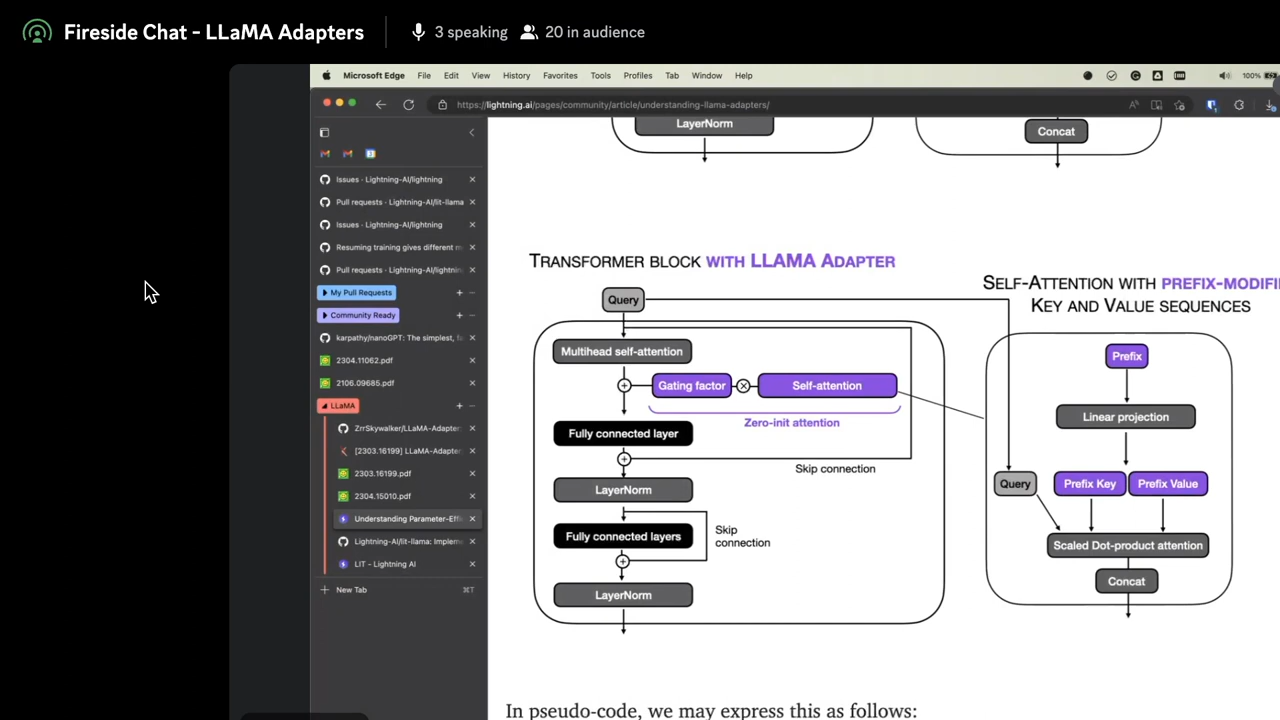 Fireside Chat - LLaMA Adapters
3 speaking
20 in audience
Microsoft Edge File Edit View History Favorites Tools Profiles Tab Window Help
100%
https://lightning.ai/pages/community/article/understanding-llama-adapters/
Issues · Lightning-AI/lightning
Pull requests · Lightning-AI/lit-llama
Issues · Lightning-AI/lightning
Resuming training gives different m
Pull requests · Lightning-AI/lightnin
My Pull Requests
Community Ready
karpathy/nanoGPT: The simplest, fa
2304.11062.pdf
2106.09685.pdf
LLaMA
ZrrSkywalker/LLaMA-Adapter
[2303.16199] LLaMA-Adapter
2303.16199.pdf
2304.15010.pdf
Understanding Parameter-Effi
Lightning-AI/lit-llama: Impleme
LIT - Lightning AI
New Tab
⌘T
LayerNorm
Concat
TRANSFORMER BLOCK WITH LLAMA ADAPTER
Query
Multihead self-attention
Gating factor
Self-attention
Zero-init attention
Fully connected layer
Skip connection
LayerNorm
Fully connected layers
Skip
connection
LayerNorm
SELF-ATTENTION WITH PREFIX-MODIFI
KEY AND VALUE SEQUENCES
Prefix
Linear projection
Query
Prefix Key
Prefix Value
Scaled Dot-product attention
Concat
In pseudo-code, we may express this as follows: